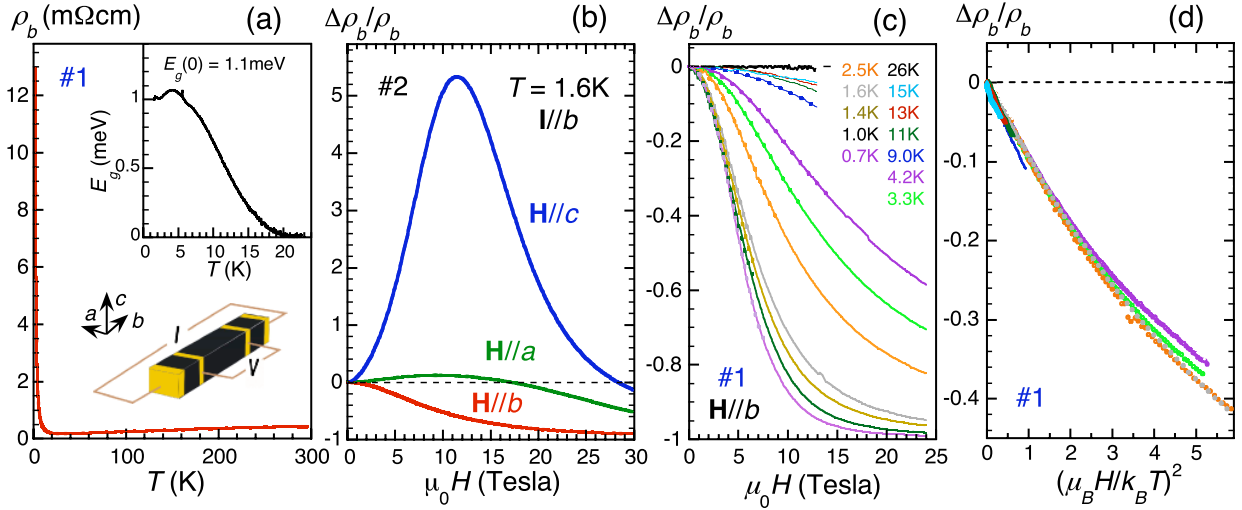 ρb (mΩcm)
(a)
#1
Eg(0) = 1.1meV
1
0.5
0
Eg (meV)
0 5 10 15 20
T (K)
12
10
8
6
4
2
0
c
a
b
I
V
0 100 200 300
T (K)
Δρb/ρb
(b)
#2
T = 1.6K
I//b
H//c
H//a
H//b
6
5
4
3
2
1
0
-1
0 5 10 15 20 25 30
μ0H (Tesla)
Δρb/ρb
(c)
2.5K 26K
1.6K 15K
1.4K 13K
1.0K 11K
0.7K 9.0K
4.2K
3.3K
#1
H//b
0
-0.2
-0.4
-0.6
-0.8
-1
0 5 10 15 20 25
μ0H (Tesla)
Δρb/ρb
(d)
0
-0.1
-0.2
-0.3
-0.4
#1
0 1 2 3 4 5
(μBH/kBT)²